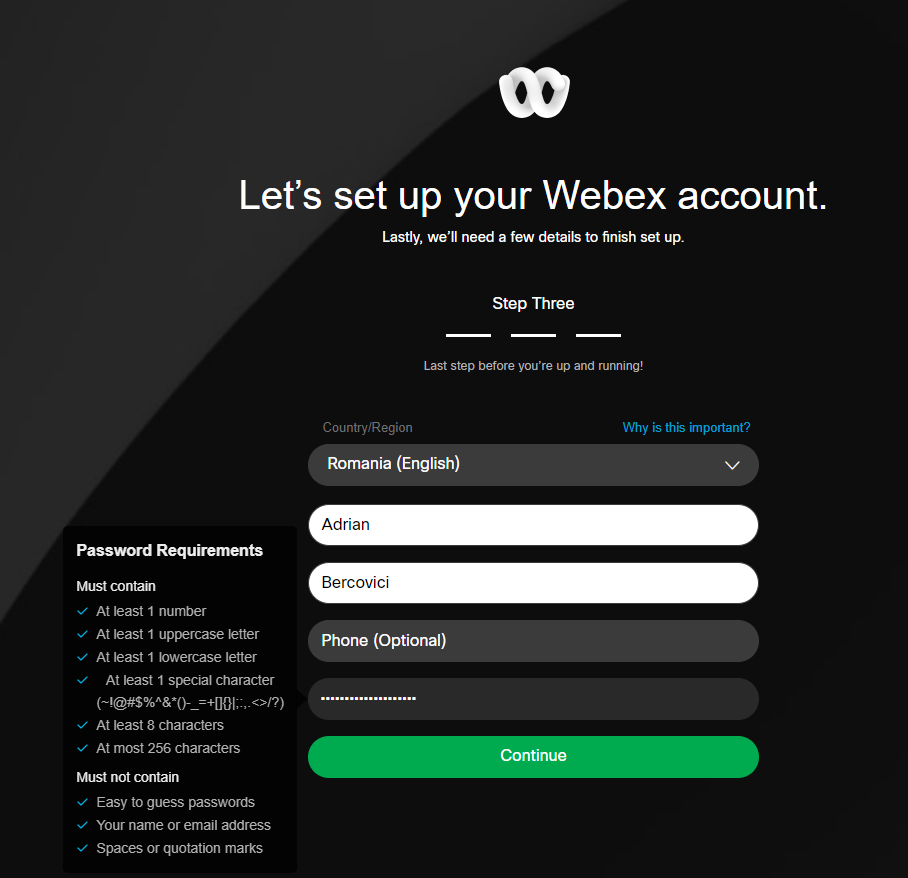 Let’s set up your Webex account.
Lastly, we’ll need a few details to finish set up.
Step Three
Last step before you’re up and running!
Country/Region
Why is this important?
Romania (English)
Adrian
Bercovici
Phone (Optional)
Continue
Password Requirements
Must contain
At least 1 number
At least 1 uppercase letter
At least 1 lowercase letter
At least 1 special character
(~!@#$%^&*()-_=+[]{}|;:,.<>/?)
At least 8 characters
At most 256 characters
Must not contain
Easy to guess passwords
Your name or email address
Spaces or quotation marks